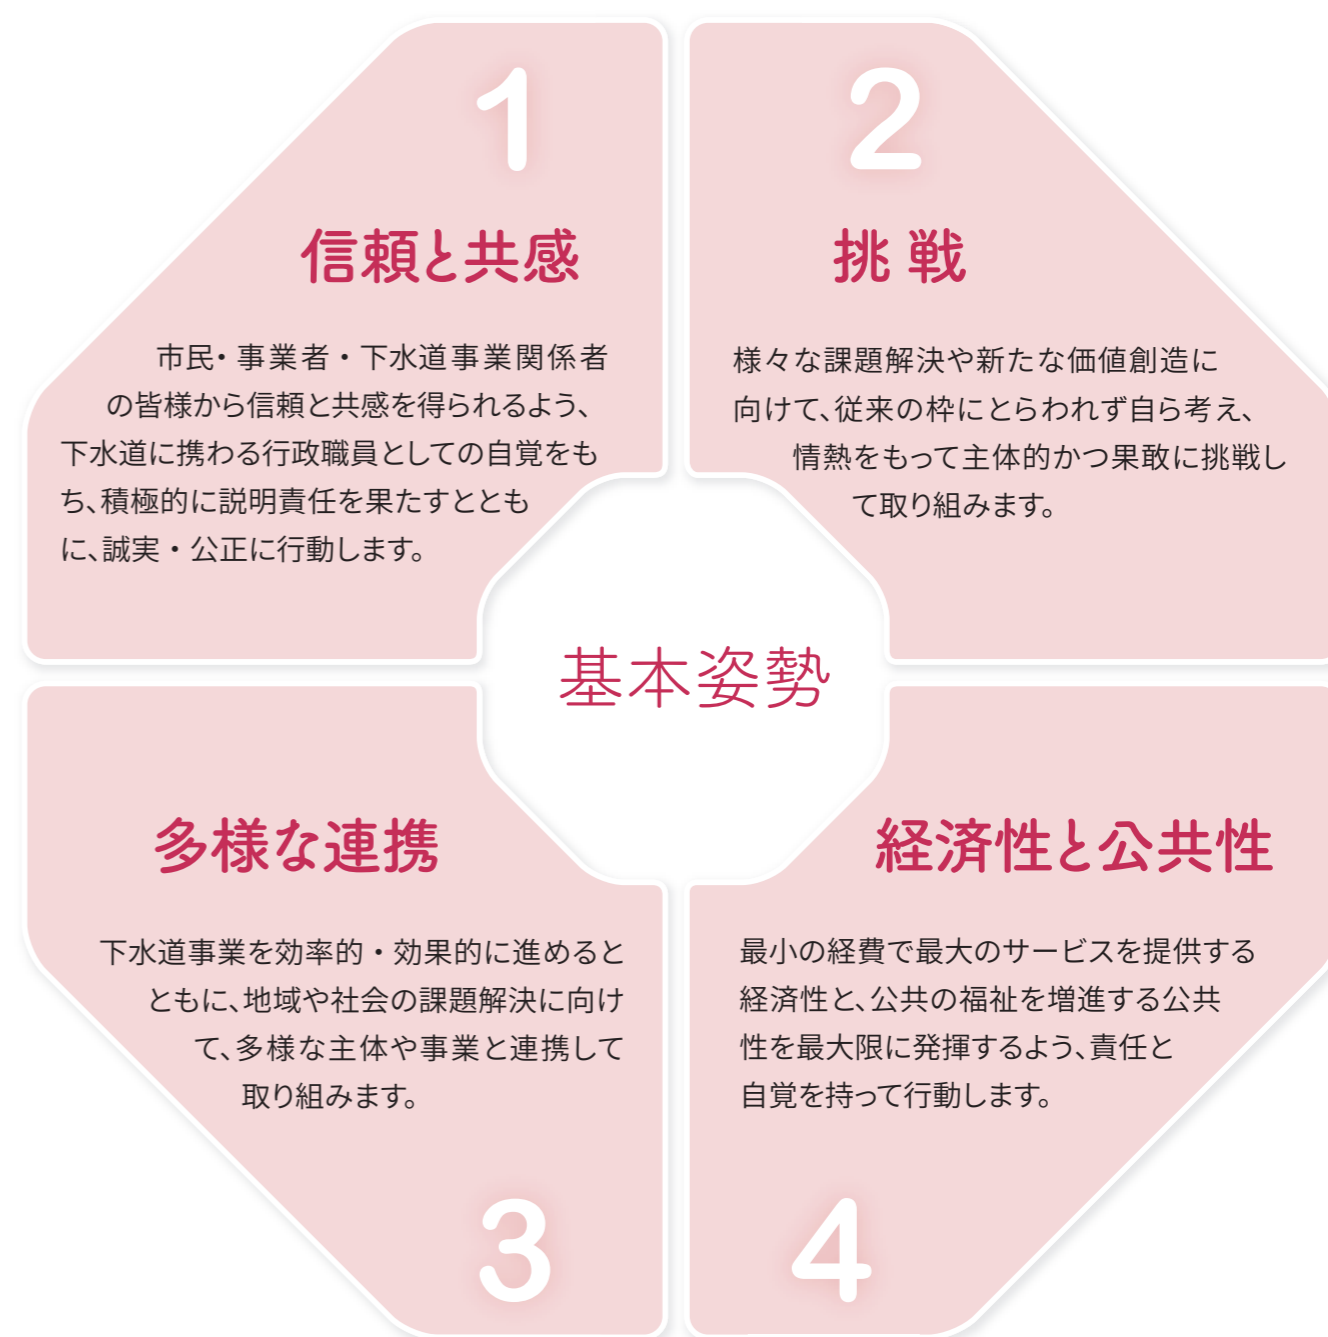 1
信頼と共感
市民・事業者・下水道事業関係者
の皆様から信頼と共感を得られるよう、
下水道に携わる行政職員としての自覚をも
ち、積極的に説明責任を果たすととも
に、誠実・公正に行動します。
2
挑戦
様々な課題解決や新たな価値創造に
向けて、従来の枠にとらわれず自ら考え、
情熱をもって主体的かつ果敢に挑戦し
て取り組みます。
基本姿勢
多様な連携
下水道事業を効率的・効果的に進めると
ともに、地域や社会の課題解決に向け
て、多様な主体や事業と連携して
取り組みます。
3
経済性と公共性
最小の経費で最大のサービスを提供する
経済性と、公共の福祉を増進する公共
性を最大限に発揮するよう、責任と
自覚を持って行動します。
4